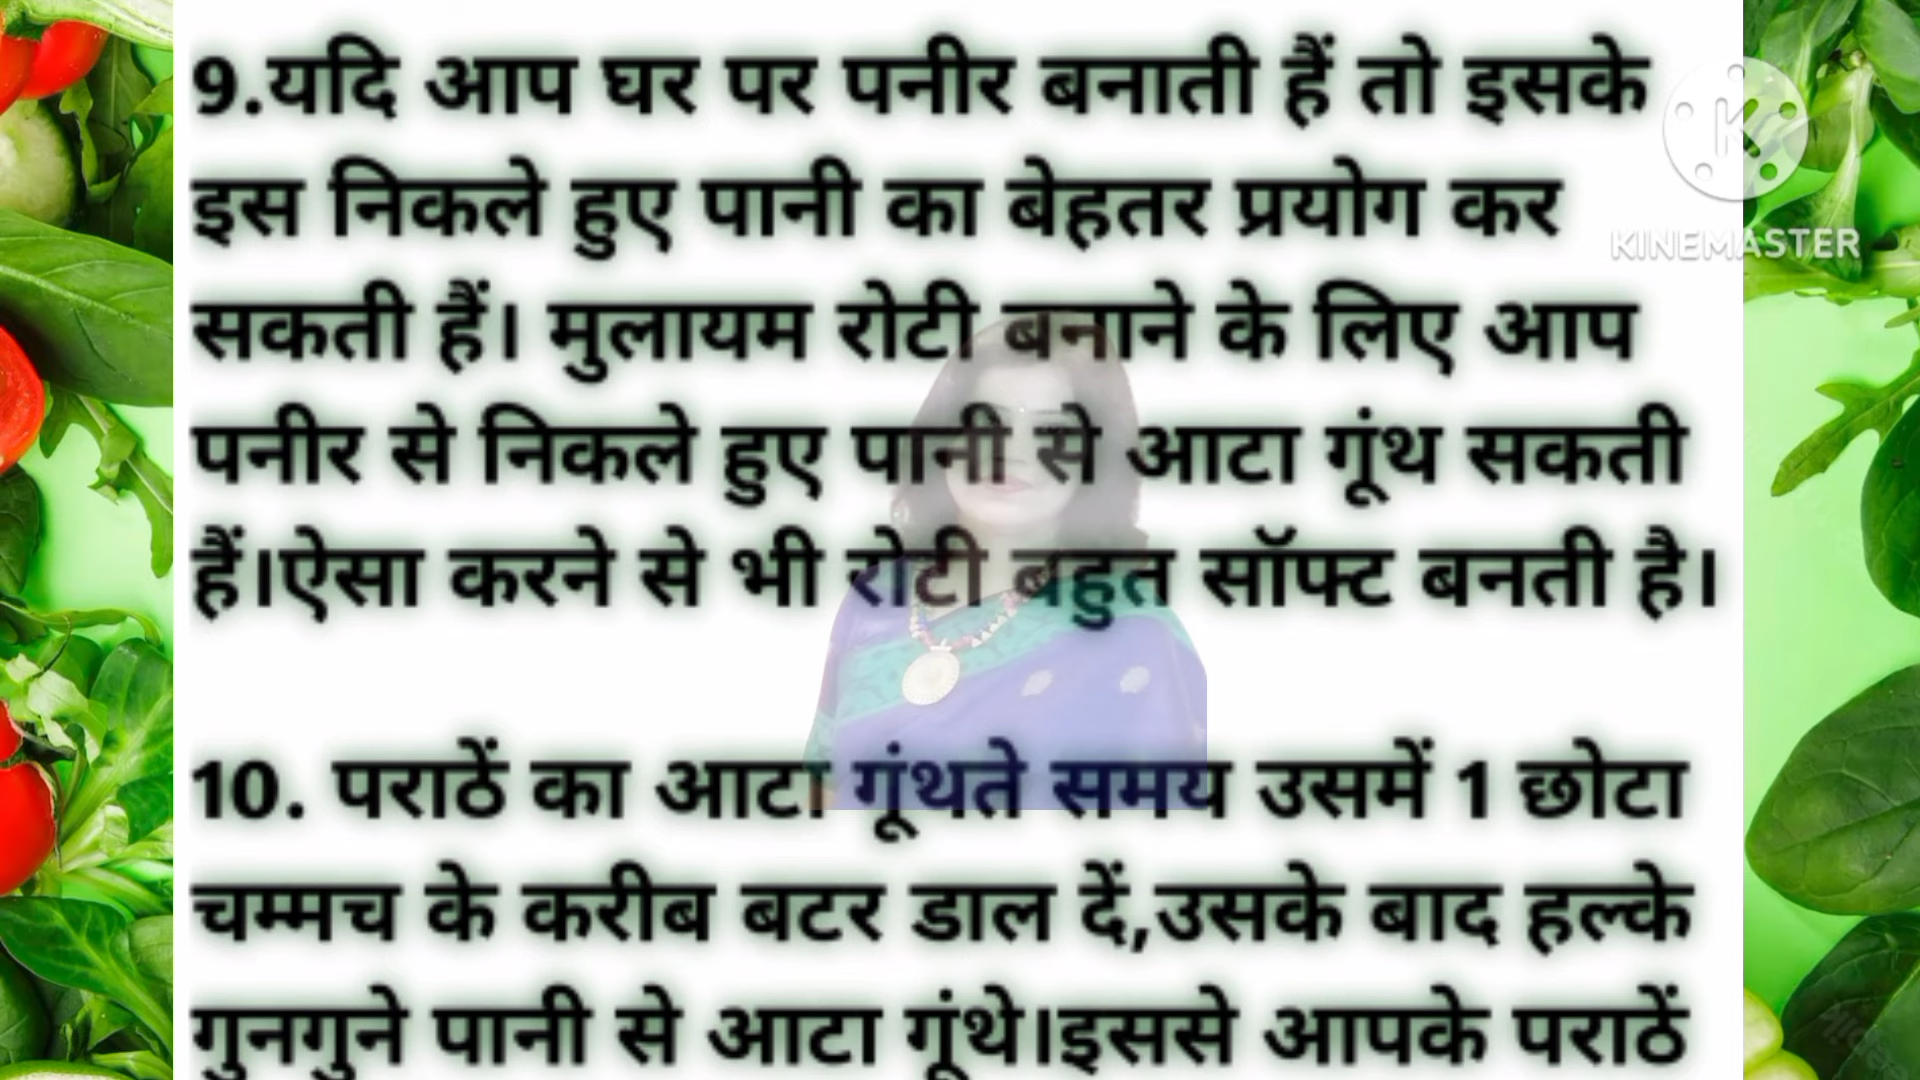 9.यदि आप घर पर पनीर बनाती हैं तो इसके
इस निकले हुए पानी का बेहतर प्रयोग कर
सकती हैं। मुलायम रोटी बनाने के लिए आप
पनीर से निकले हुए पानी से आटा गूंथ सकती
हैं।ऐसा करने से भी रोटी बहुत सॉफ्ट बनती है।
10. पराठें का आटा गूंथते समय उसमें 1 छोटा
चम्मच के करीब बटर डाल दें,उसके बाद हल्के
गुनगुने पानी से आटा गूंथे।इससे आपके पराठें
K
KINEMASTER